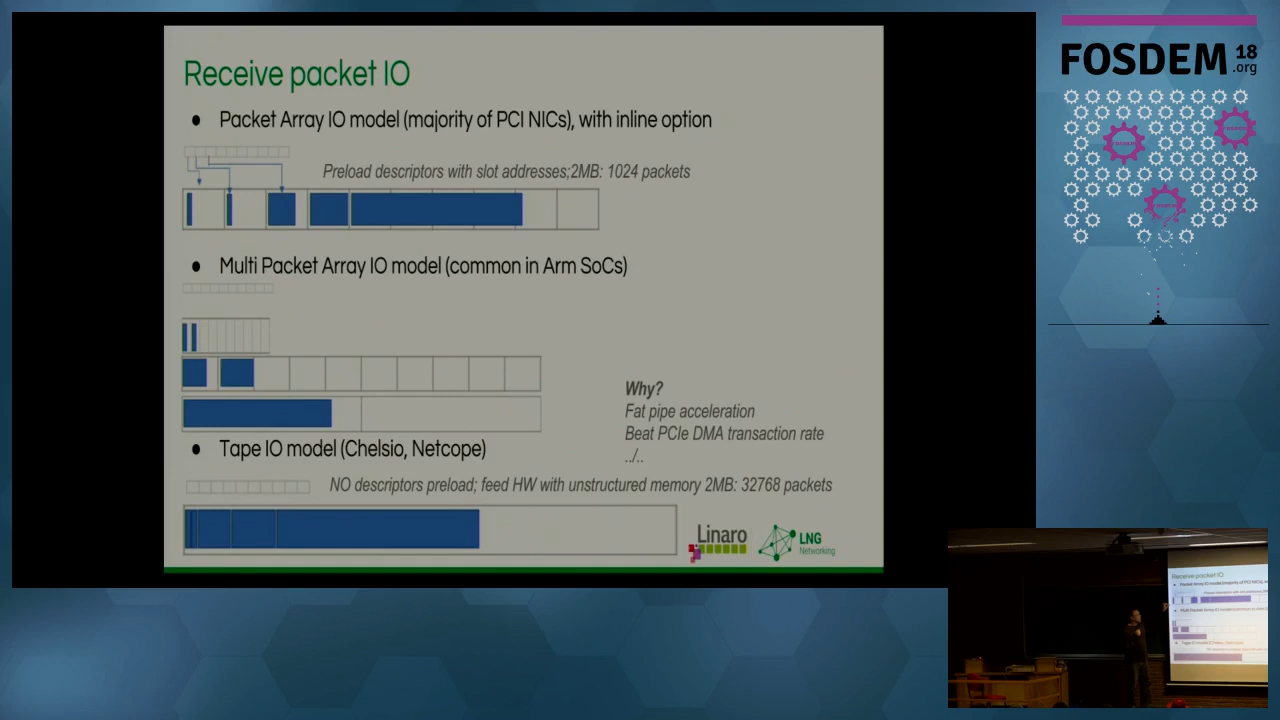 Receive packet IO
● Packet Array IO model (majority of PCI NICs), with inline option
Preload descriptors with slot addresses;2MB: 1024 packets
● Multi Packet Array IO model (common in Arm SoCs)
Why?
Fat pipe acceleration
Beat PCIe DMA transaction rate
../..
● Tape IO model (Chelsio, Netcope)
NO descriptors preload; feed HW with unstructured memory 2MB: 32768 packets
Linaro
LNG
Networking
FOSDEM 18
.org
Receive packet IO